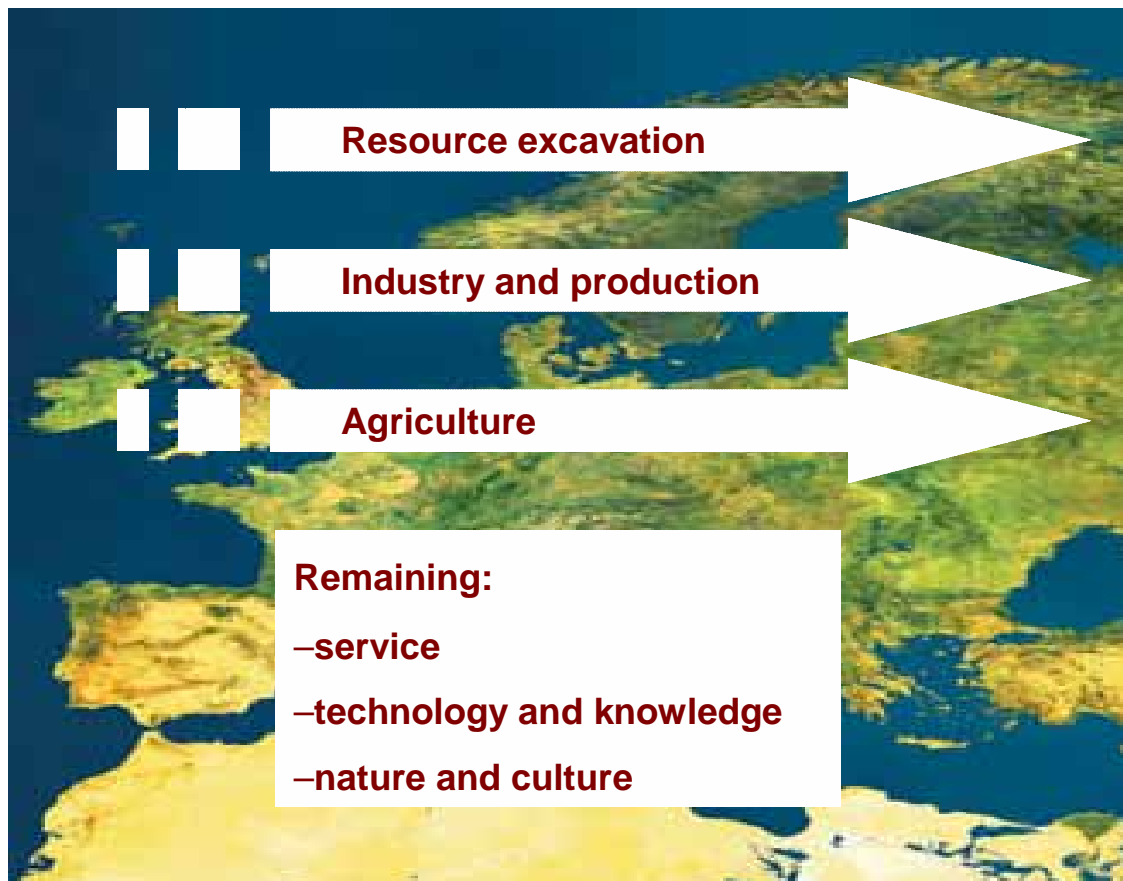 Resource excavation
Industry and production
Agriculture
Remaining:
–service
–technology and knowledge
–nature and culture